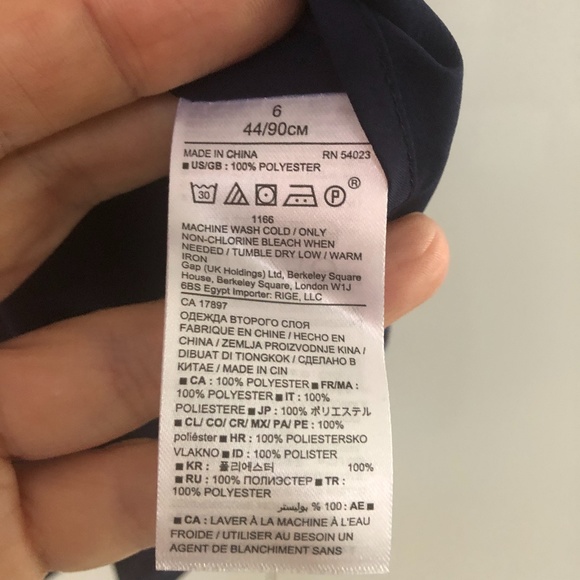 6
44/90СМ
MADE IN CHINA RN 54023
■ US/GB : 100% POLYESTER
30 P ®
1166
MACHINE WASH COLD / ONLY
NON-CHLORINE BLEACH WHEN
NEEDED / TUMBLE DRY LOW / WARM
IRON
Gap (UK Holdings) Ltd, Berkeley Square
House, Berkeley Square, London W1J
6BS Egypt Importer: RIGE, LLC
CA 17897
ОДЕЖДА ВТОРОГО СЛОЯ
FABRIQUE EN CHINE / HECHO EN
CHINA / ZEMLJA PROIZVODNJE KINA /
DIBUAT DI TIONGKOK / СДЕЛАНО В
КИТАЕ / MADE IN CIN
■ CA : 100% POLYESTER ■ FR/MA :
100% POLYESTER ■ IT : 100%
POLIESTERE ■ JP : 100% ポリエステル
■ CL/ CO/ CR/ MX/ PA/ PE : 100%
poliéster ■ HR : 100% POLIESTERSKO
VLAKNO ■ ID : 100% POLISTER
■ KR : 폴리에스터 100%
■ RU : 100% ПОЛИЭСТЕР ■ TR :
100% POLYESTER
■ AE : 100 % بوليستر
■ CA : LAVER À LA MACHINE À L'EAU
FROIDE / UTILISER AU BESOIN UN
AGENT DE BLANCHIMENT SANS